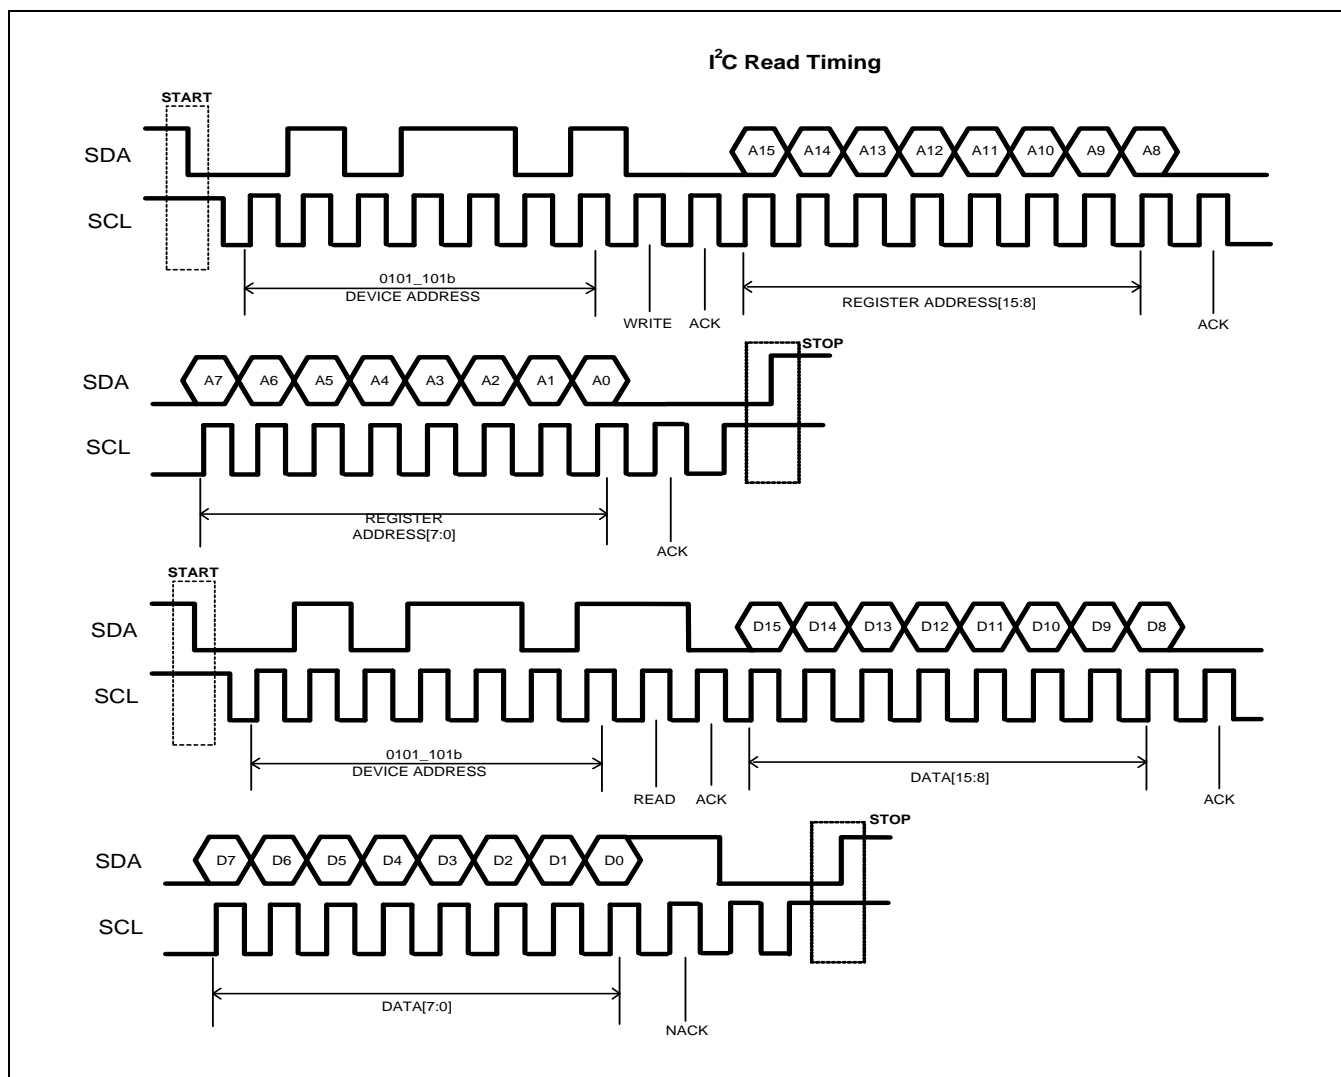 I²C Read Timing
START
SDA
A15 A14 A13 A12 A11 A10 A9 A8
SCL
0101_101b
DEVICE ADDRESS
REGISTER ADDRESS[15:8]
WRITE ACK
ACK
STOP
SDA
A7 A6 A5 A4 A3 A2 A1 A0
SCL
REGISTER
ADDRESS[7:0]
ACK
START
SDA
D15 D14 D13 D12 D11 D10 D9 D8
SCL
0101_101b
DEVICE ADDRESS
DATA[15:8]
READ ACK
ACK
STOP
SDA
D7 D6 D5 D4 D3 D2 D1 D0
SCL
DATA[7:0]
NACK